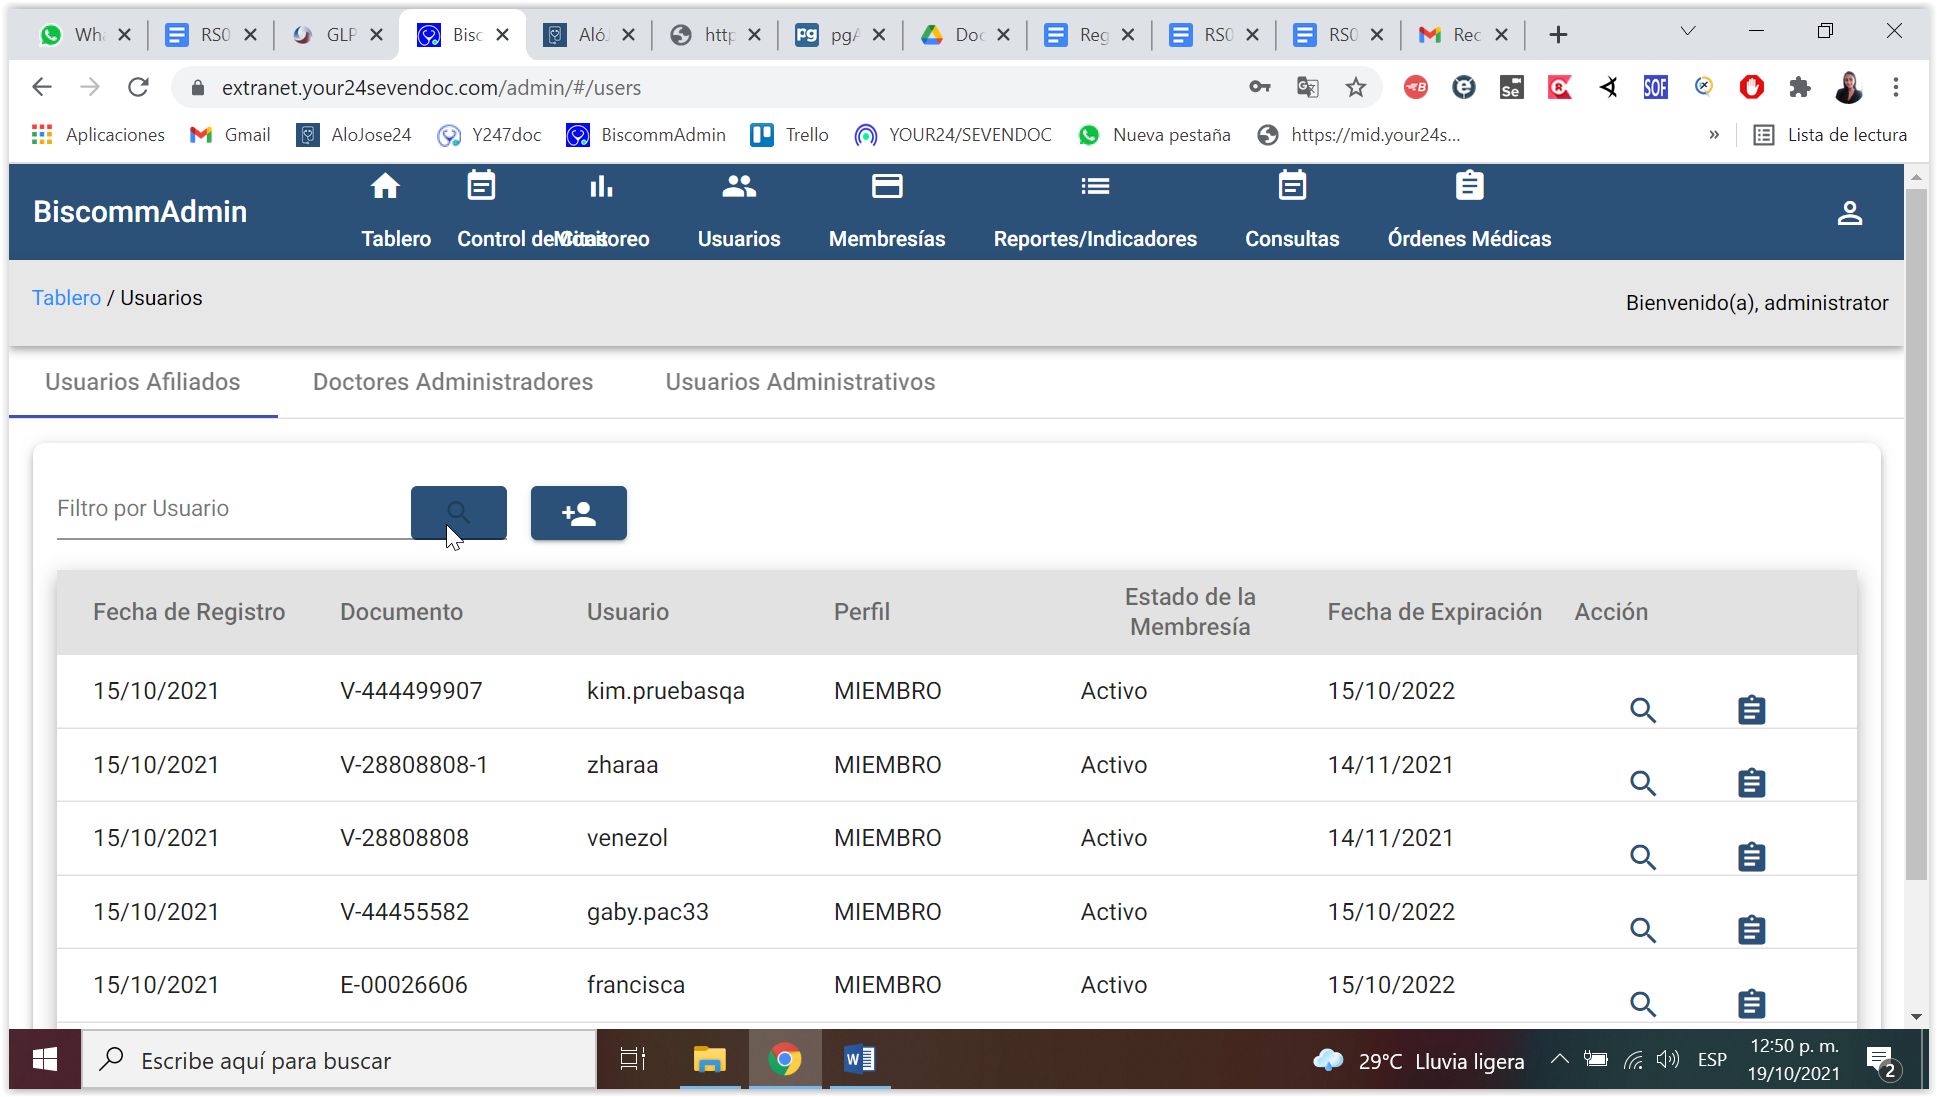 Wha
RS0
GLP
Bisc
Aló.
http
pgA
Doc
Reg
RS0
RS0
Rec
extranet.your24sevendoc.com/admin/#/users
Se
SOF
Aplicaciones
Gmail
AloJose24
Y247doc
BiscommAdmin
Trello
YOUR24/SEVENDOC
Nueva pestaña
https://mid.your24s...
»
Lista de lectura
BiscommAdmin
Tablero
Control de Citas
Monitoreo
Usuarios
Membresías
Reportes/Indicadores
Consultas
Órdenes Médicas
Tablero / Usuarios
Bienvenido(a), administrator
Usuarios Afiliados
Doctores Administradores
Usuarios Administrativos
Filtro por Usuario
Fecha de Registro Documento Usuario Perfil Estado de la Membresía Fecha de Expiración Acción
15/10/2021 V-444499907 kim.pruebasqa MIEMBRO Activo 15/10/2022
15/10/2021 V-28808808-1 zharaa MIEMBRO Activo 14/11/2021
15/10/2021 V-28808808 venezol MIEMBRO Activo 14/11/2021
15/10/2021 V-44455582 gaby.pac33 MIEMBRO Activo 15/10/2022
15/10/2021 E-00026606 francisca MIEMBRO Activo 15/10/2022
Escribe aquí para buscar
29°C Lluvia ligera
ESP
12:50 p. m.
19/10/2021
2